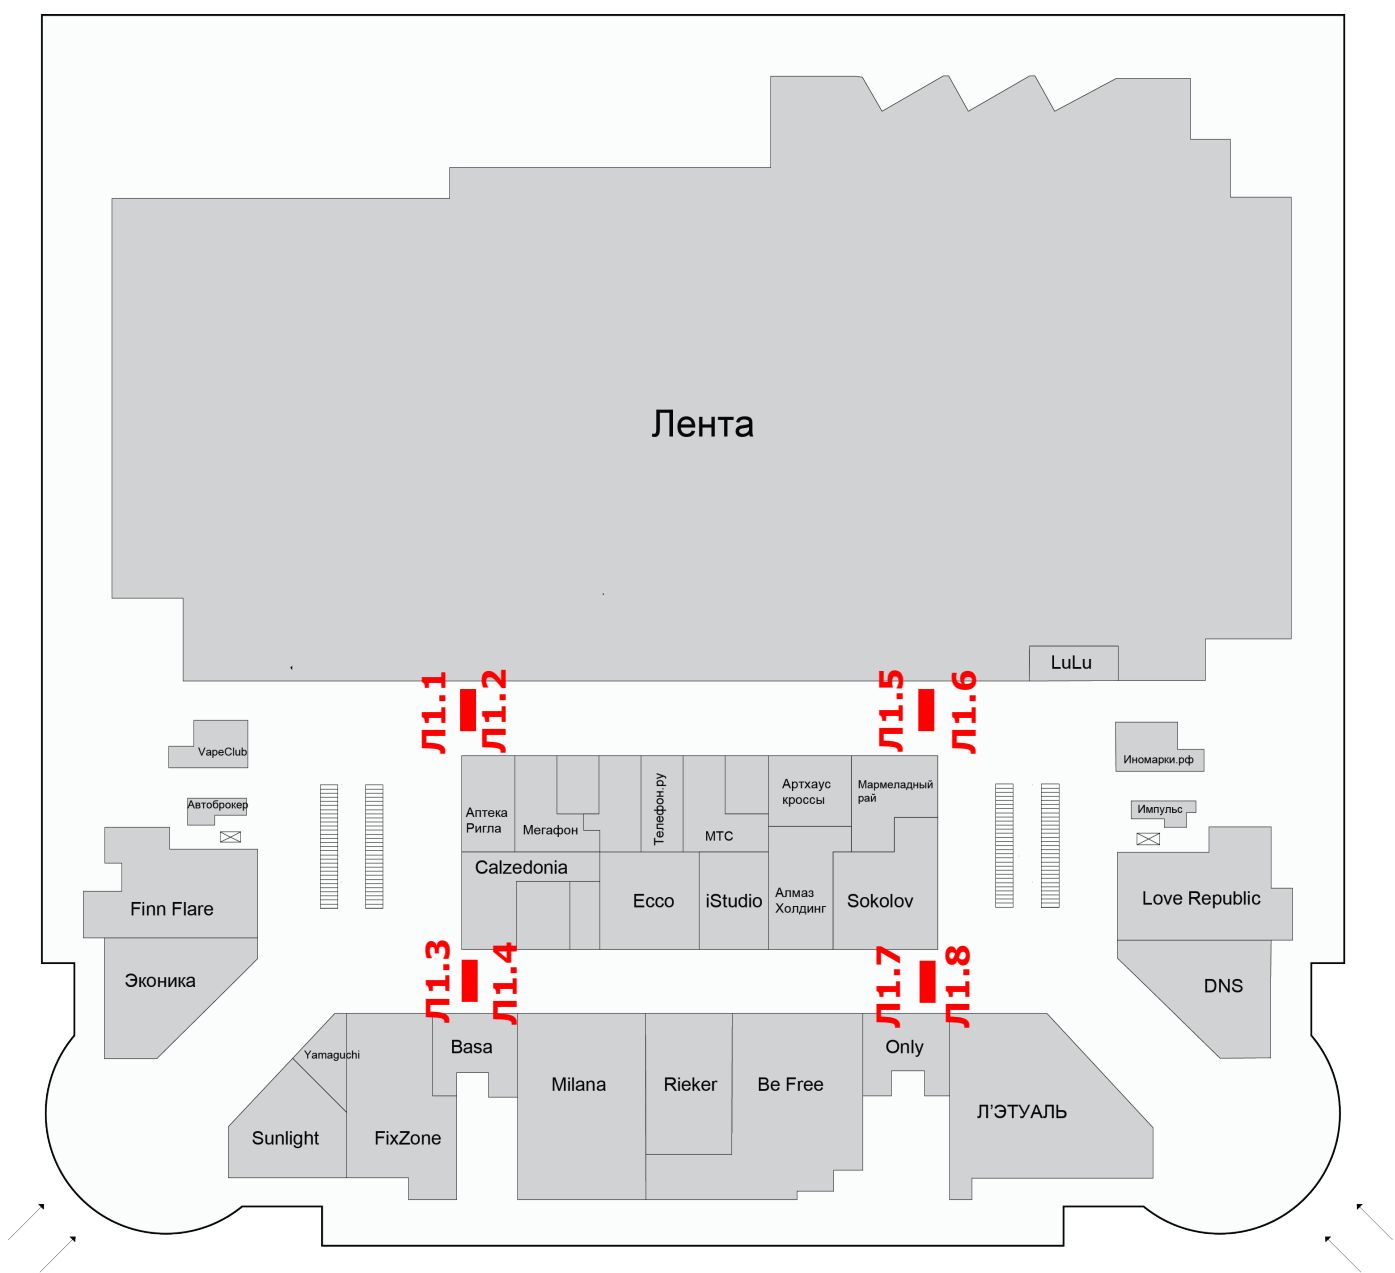 Лента
LuLu
Л1.1
Л1.2
Л1.5
Л1.6
VapeClub
Автоброкер
Finn Flare
Эконика
Аптека
Ригла
Мегафон
Телефон.ру
МТС
Артхаус
кроссы
Мармеладный
рай
Calzedonia
Ecco
iStudio
Алмаз
Холдинг
Sokolov
Иномарки.рф
Импульс
Love Republic
DNS
Л1.3
Л1.4
Л1.7
Л1.8
Yamaguchi
Sunlight
FixZone
Basa
Milana
Rieker
Be Free
Only
Л'ЭТУАЛЬ